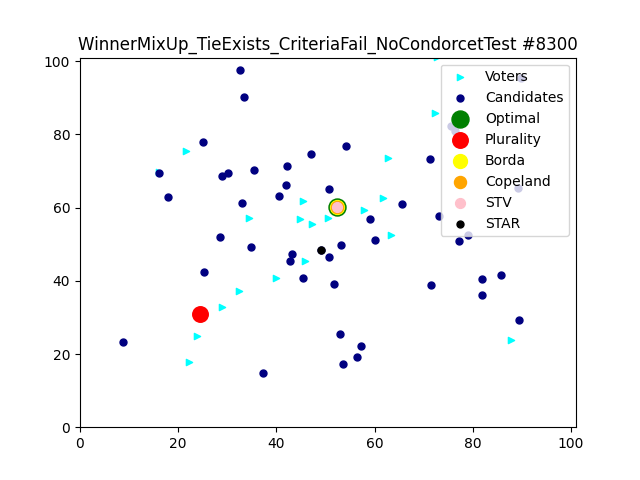 WinnerMixUp_TieExists_CriteriaFail_NoCondorcetTest #8300
100
80
60
40
20
0
0 20 40 60 80 100
Voters
Candidates
Optimal
Plurality
Borda
Copeland
STV
STAR